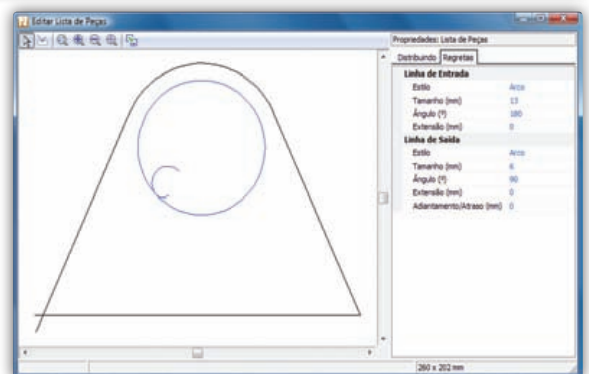 Editar Lista de Peças
Propriedades: Lista de Peças
Distribuindo Regretas
Linha de Entrada
Estilo Arco
Tamanho (mm) 13
Ângulo (º) 180
Extensão (mm) 0
Linha de Saída
Estilo Arco
Tamanho (mm) 6
Ângulo (º) 90
Extensão (mm) 0
Adiantamento/Atraso (mm) 0
260 x 202 mm